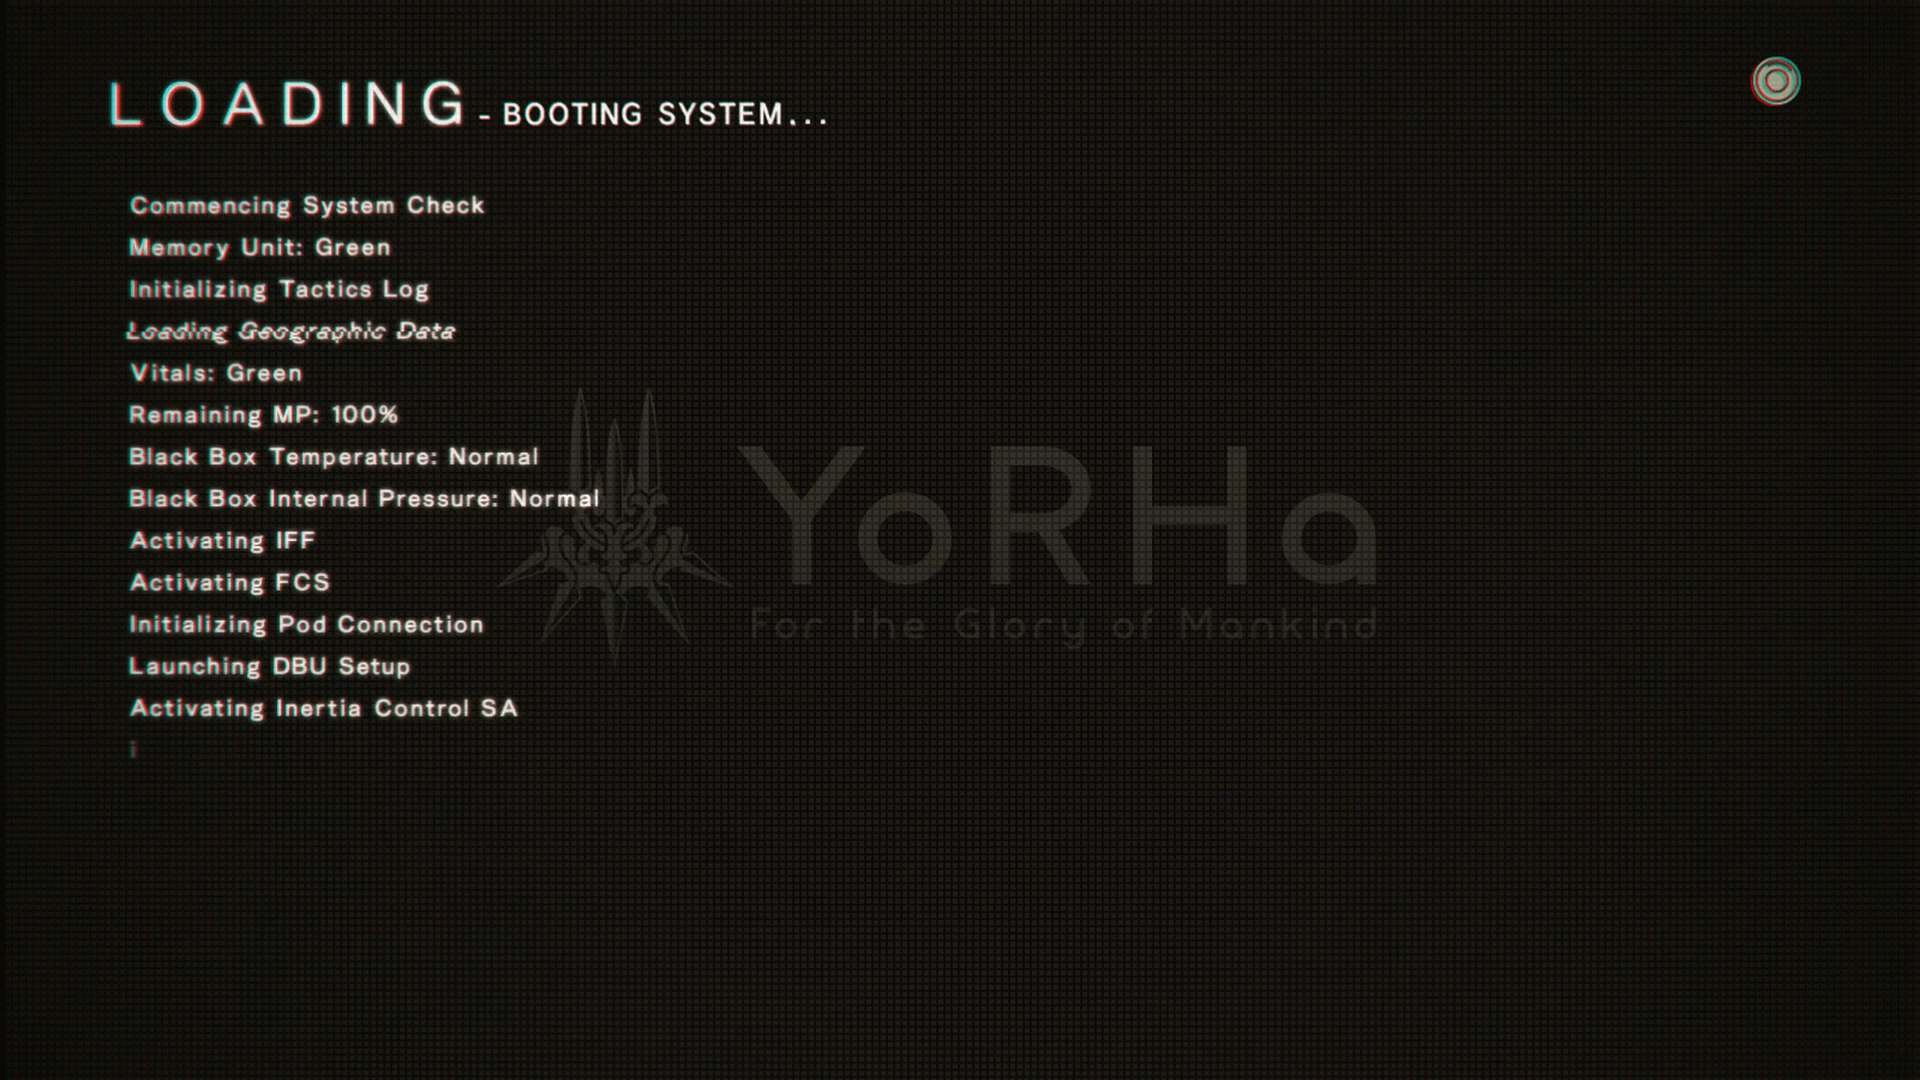 LOADING - BOOTING SYSTEM...
Commencing System Check
Memory Unit: Green
Initializing Tactics Log
Loading Geographic Data
Vitals: Green
Remaining MP: 100%
Black Box Temperature: Normal
Black Box Internal Pressure: Normal
Activating IFF
Activating FCS
Initializing Pod Connection
Launching DBU Setup
Activating Inertia Control SA
i
YoRHa
For the Glory of Mankind